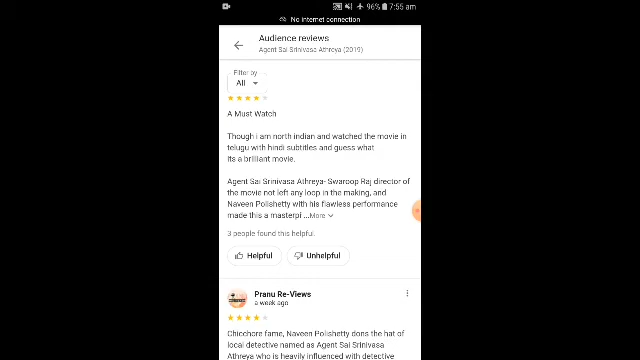 96% 7:55 am
No internet connection
Audience reviews
Agent Sai Srinivasa Athreya (2019)
Filter by
All
A Must Watch
Though i am north indian and watched the movie in
telugu with hindi subtitles and guess what
its a brilliant movie.
Agent Sai Srinivasa Athreya- Swaroop Raj director of
the movie not left any loop in the making, and
Naveen Polishetty with his flawless performance
made this a masterpi ...More
3 people found this helpful.
Helpful
Unhelpful
Pranu Re-Views
a week ago
Chicchore fame, Naveen Polishetty dons the hat of
local detective named as Agent Sai Srinivasa
Athreya who is heavily influenced with detective